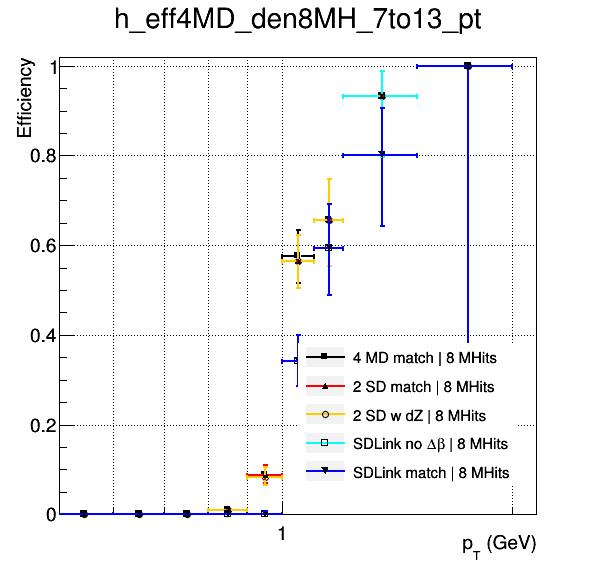 h_eff4MD_den8MH_7to13_pt
Efficiency
1
0.8
0.6
0.4
0.2
0
4 MD match | 8 MHits
2 SD match | 8 MHits
2 SD w dZ | 8 MHits
SDLink no Δβ | 8 MHits
SDLink match | 8 MHits
1
p_T (GeV)